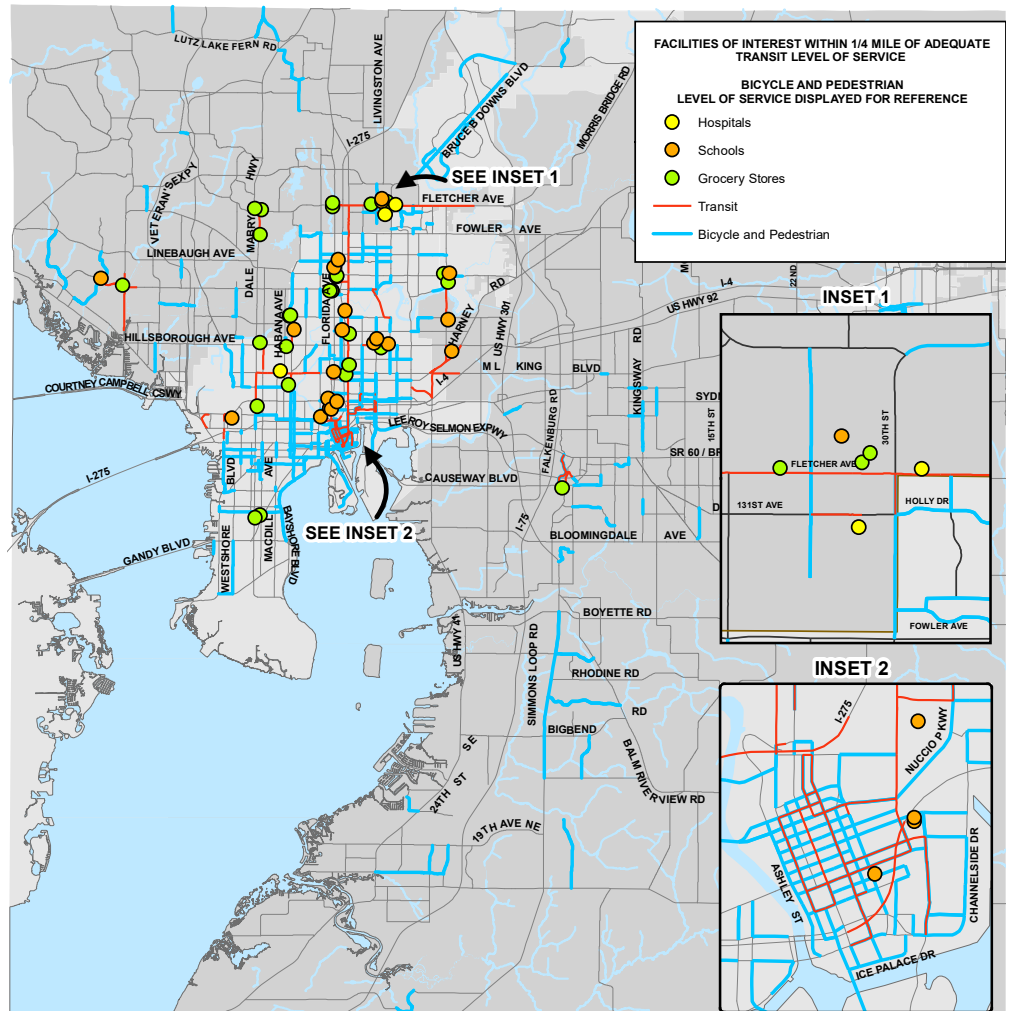 FACILITIES OF INTEREST WITHIN 1/4 MILE OF ADEQUATE
TRANSIT LEVEL OF SERVICE
BICYCLE AND PEDESTRIAN
LEVEL OF SERVICE DISPLAYED FOR REFERENCE
Hospitals
Schools
Grocery Stores
Transit
Bicycle and Pedestrian
LUTZ LAKE FERN RD
LIVINGSTON AVE
I-275
BRUCE B DOWNS BLVD
MORRIS BRIDGE RD
SEE INSET 1
FLETCHER AVE
FOWLER AVE
VETERAN'S EXPY
DALE MABRY HWY
LINEBAUGH AVE
HABANA AVE
FLORIDA AVE
HARNEY RD
US HWY 301
I-4
US HWY 92
22ND
HILLSBOROUGH AVE
M L KING BLVD
I-4
KINGSWAY RD
COURTNEY CAMPBELL CSWY
LEE ROY SELMON EXPWY
FALKENBURG RD
SR 60 /
CAUSEWAY BLVD
I-275
I-75
SEE INSET 2
GANDY BLVD
WESTSHORE BLVD
MACDILL AVE
BAYSHORE BLVD
BLOOMINGDALE AVE
BOYETTE RD
US HWY 41
SIMMONS LOOP RD
RHODINE RD
BIGBEND RD
BALM RIVERVIEW RD
24TH ST SE
19TH AVE NE
INSET 1
15TH ST
30TH ST
FLETCHER AVE
131ST AVE
HOLLY DR
FOWLER AVE
INSET 2
I-275
NUCCIO PKWY
CHANNELSIDE DR
ASHLEY ST
ICE PALACE DR